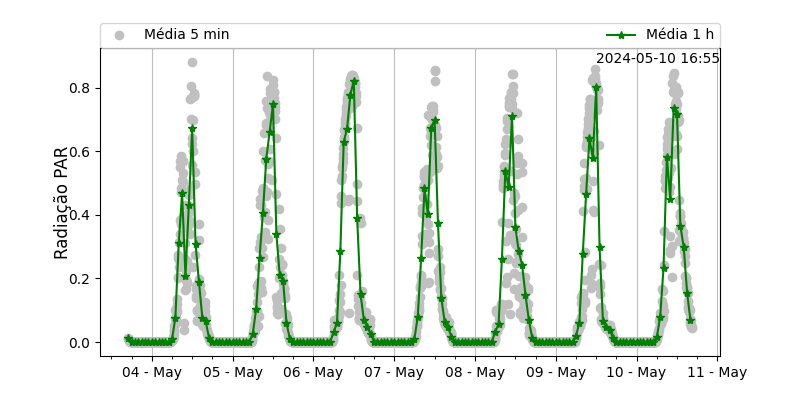 Média 5 min
Média 1 h
2024-05-10 16:55
Radiação PAR
0.8
0.6
0.4
0.2
0.0
04 - May
05 - May
06 - May
07 - May
08 - May
09 - May
10 - May
11 - May